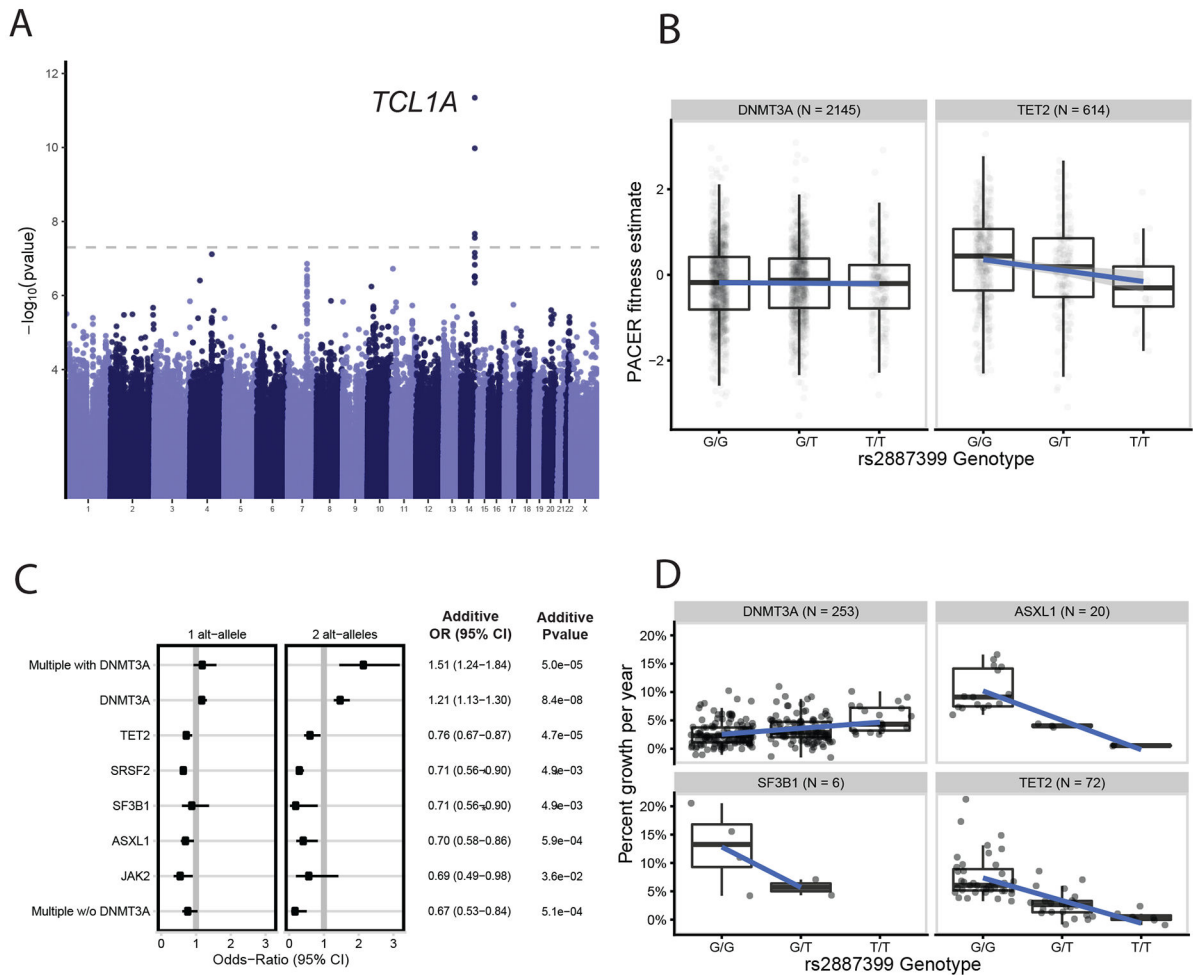 A
12
10
8
6
4
−log10(pvalue)
TCL1A
1 2 3 4 5 6 7 8 9 10 11 12 13 14 15 16 17 18 19 20 21 22 X
B
DNMT3A (N = 2145) TET2 (N = 614)
PACER fitness estimate
2
0
−2
G/G G/T T/T G/G G/T T/T
rs2887399 Genotype
C
Additive Additive
OR (95% CI) Pvalue
1 alt−allele 2 alt−alleles
Multiple with DNMT3A 1.51 (1.24−1.84) 5.0e−05
DNMT3A 1.21 (1.13−1.30) 8.4e−08
TET2 0.76 (0.67−0.87) 4.7e−05
SRSF2 0.71 (0.56−0.90) 4.9e−03
SF3B1 0.71 (0.56−0.90) 4.9e−03
ASXL1 0.70 (0.58−0.86) 5.9e−04
JAK2 0.69 (0.49−0.98) 3.6e−02
Multiple w/o DNMT3A 0.67 (0.53−0.84) 5.1e−04
0 1 2 3 0 1 2 3
Odds−Ratio (95% CI)
D
DNMT3A (N = 253) ASXL1 (N = 20)
20%
15%
10%
5%
0%
Percent growth per year
SF3B1 (N = 6) TET2 (N = 72)
20%
15%
10%
5%
0%
G/G G/T T/T G/G G/T T/T
rs2887399 Genotype